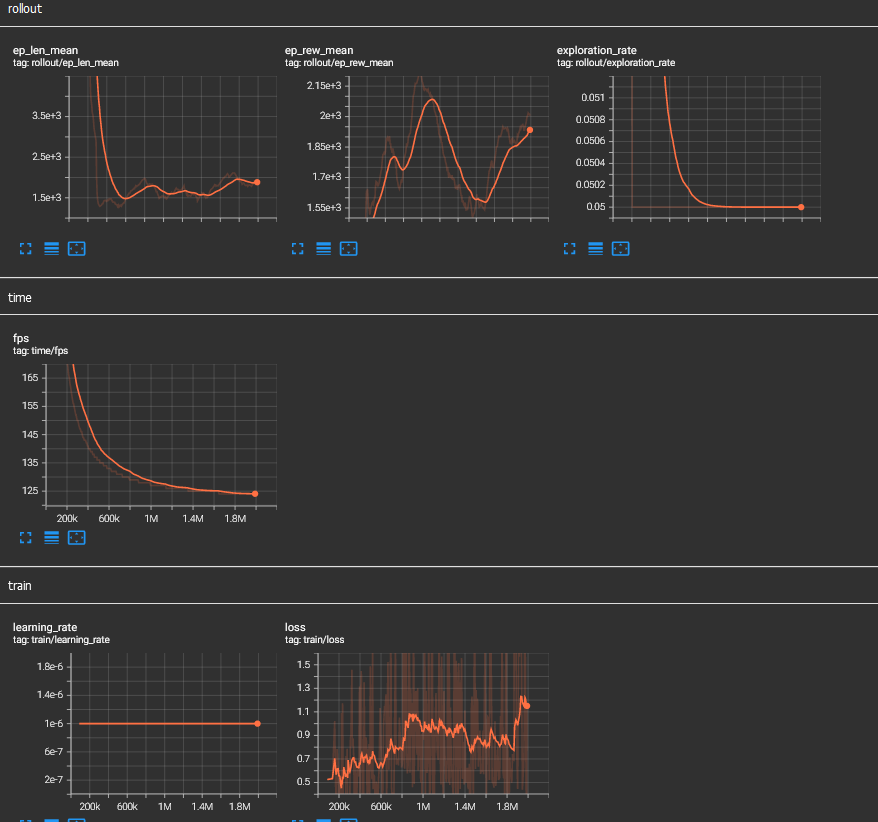 rollout
ep_len_mean
tag: rollout/ep_len_mean
3.5e+3
2.5e+3
1.5e+3
ep_rew_mean
tag: rollout/ep_rew_mean
2.15e+3
2e+3
1.85e+3
1.7e+3
1.55e+3
exploration_rate
tag: rollout/exploration_rate
0.051
0.0508
0.0506
0.0504
0.0502
0.05
time
fps
tag: time/fps
165
155
145
135
125
200k 600k 1M 1.4M 1.8M
train
learning_rate
tag: train/learning_rate
1.8e-6
1.4e-6
1e-6
6e-7
2e-7
200k 600k 1M 1.4M 1.8M
loss
tag: train/loss
1.5
1.3
1.1
0.9
0.7
0.5
200k 600k 1M 1.4M 1.8M